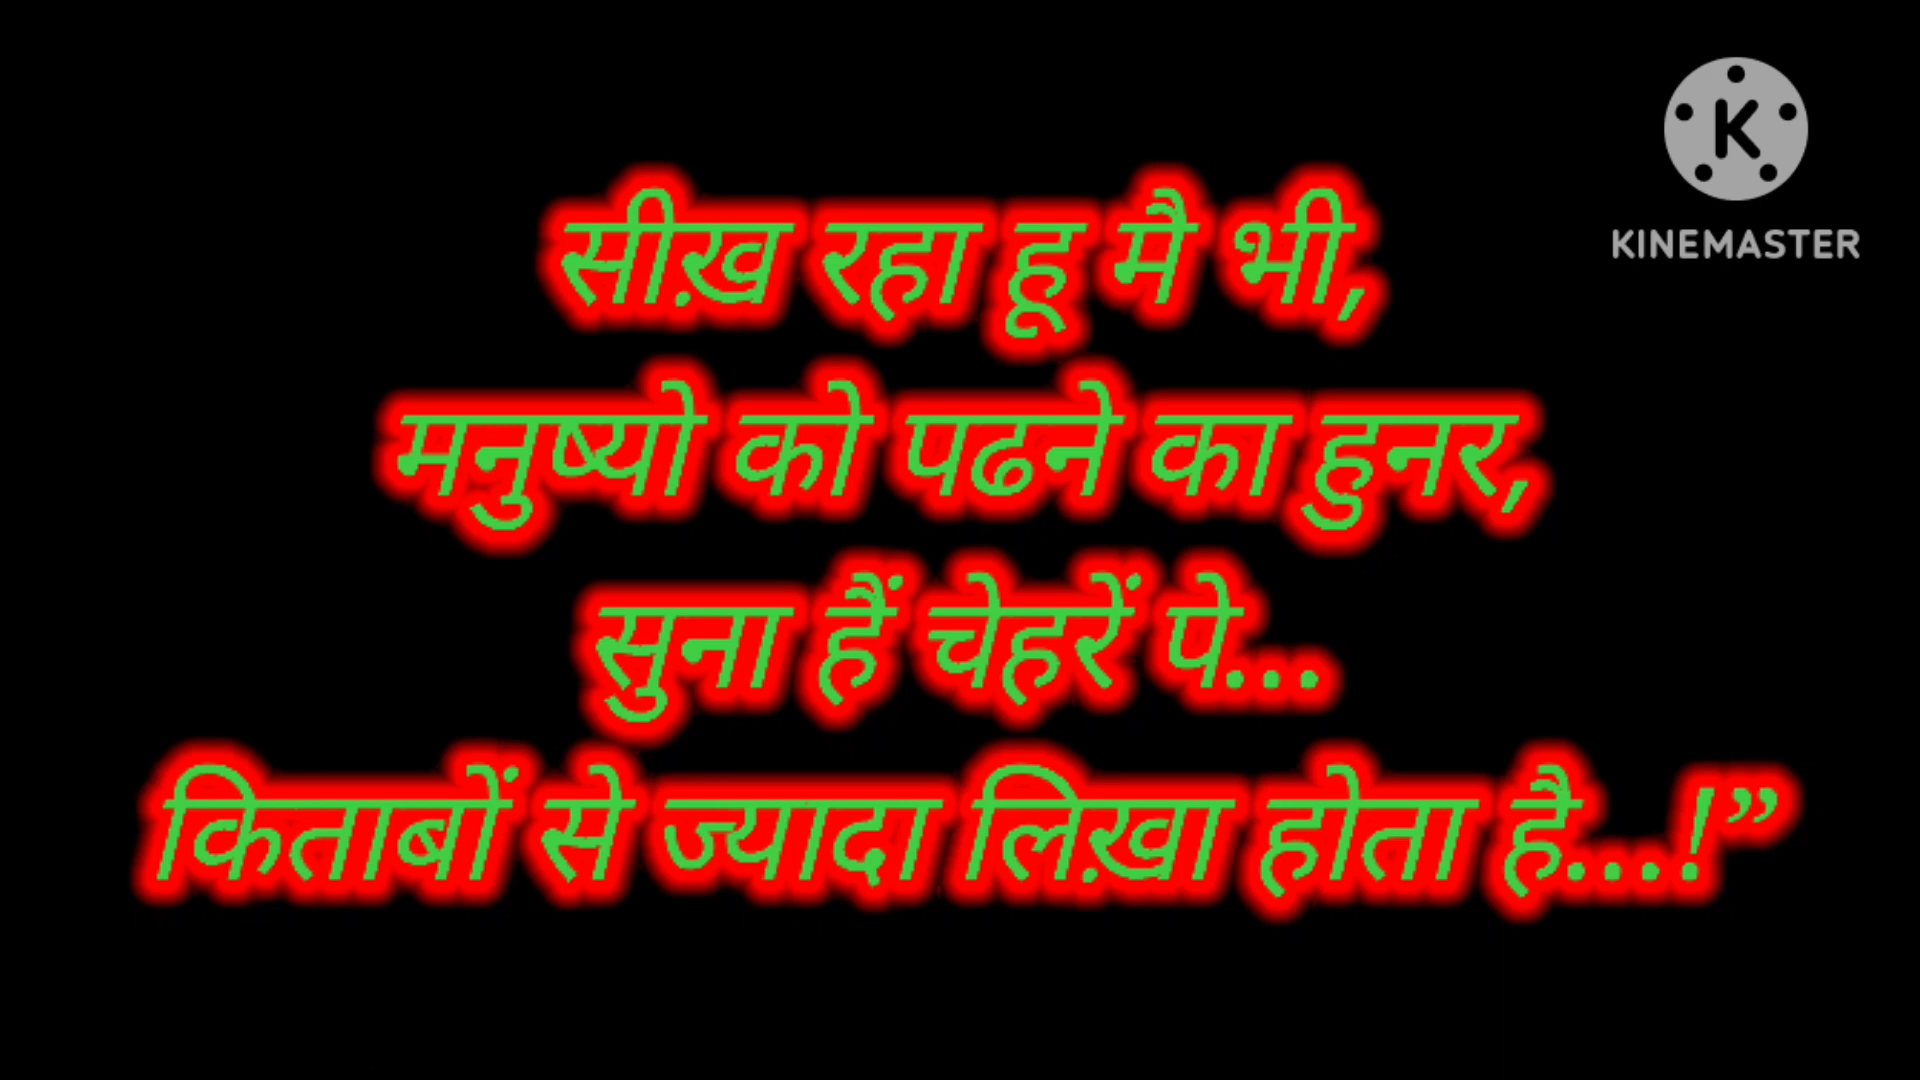 KINEMASTER
सीख़ रहा हू मै भी,
मनुष्यो को पढने का हुनर,
सुना हैं चेहरें पे...
किताबों से ज्यादा लिख़ा होता है...!”